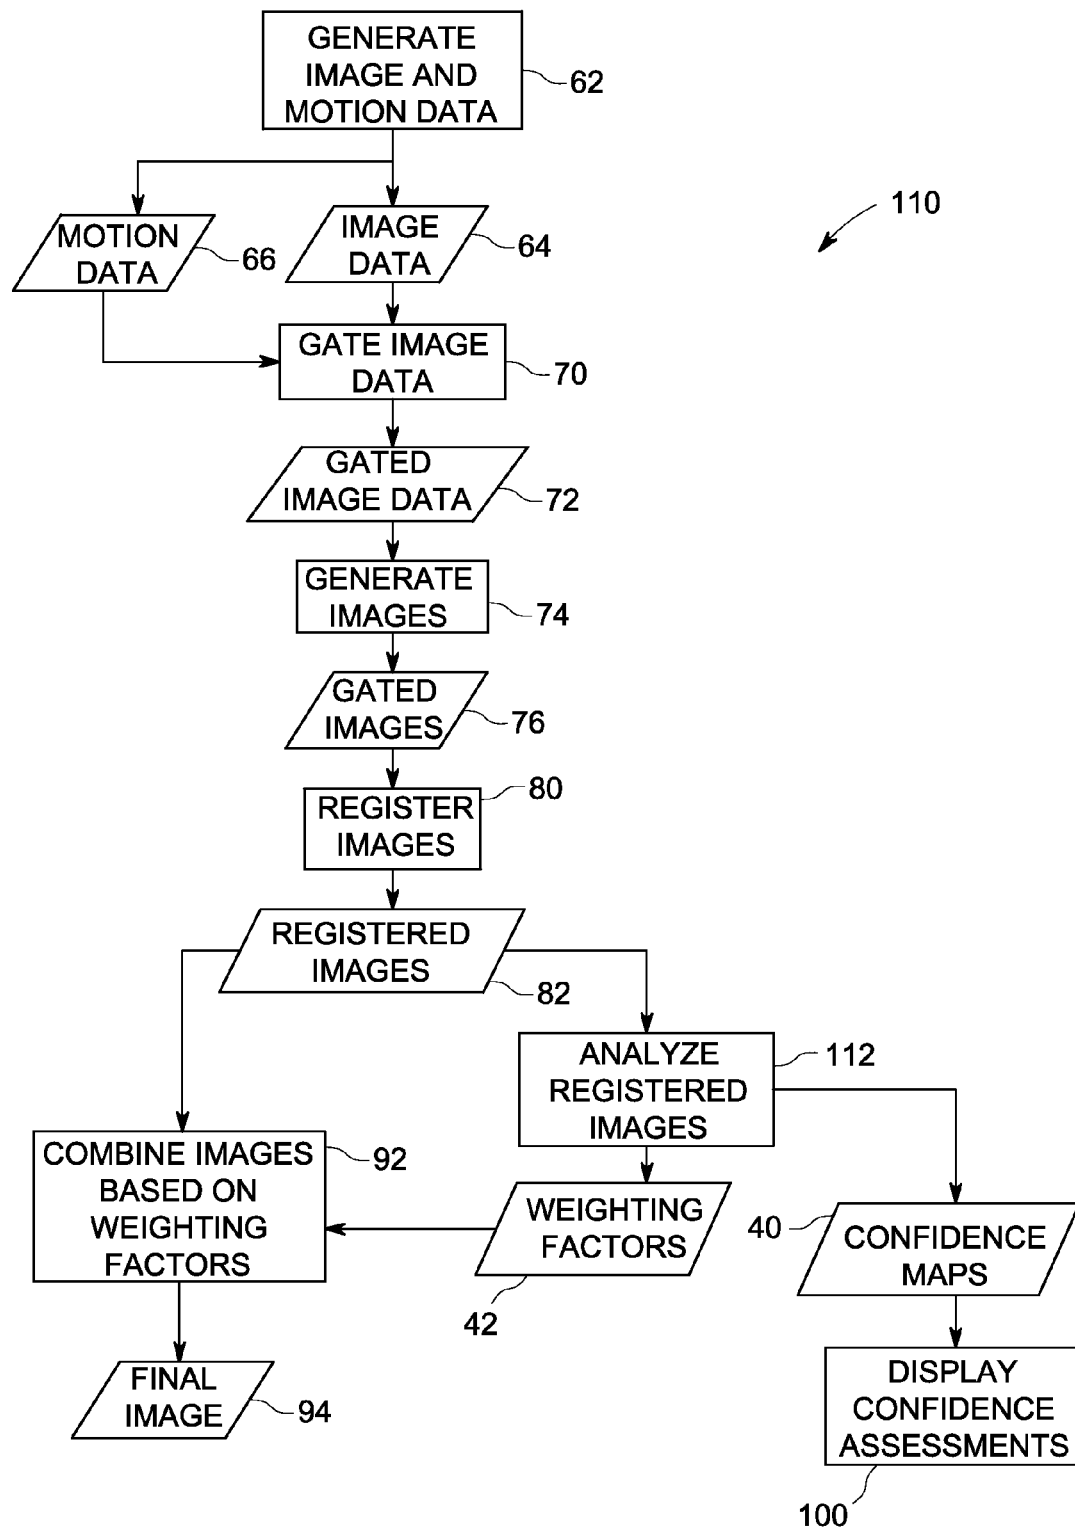 GENERATE
IMAGE AND
MOTION DATA
62
110
MOTION
DATA
66
IMAGE
DATA
64
GATE IMAGE
DATA
70
GATED
IMAGE DATA
72
GENERATE
IMAGES
74
GATED
IMAGES
76
REGISTER
IMAGES
80
REGISTERED
IMAGES
82
ANALYZE
REGISTERED
IMAGES
112
COMBINE IMAGES
BASED ON
WEIGHTING
FACTORS
92
WEIGHTING
FACTORS
42
40
CONFIDENCE
MAPS
FINAL
IMAGE
94
DISPLAY
CONFIDENCE
ASSESSMENTS
100